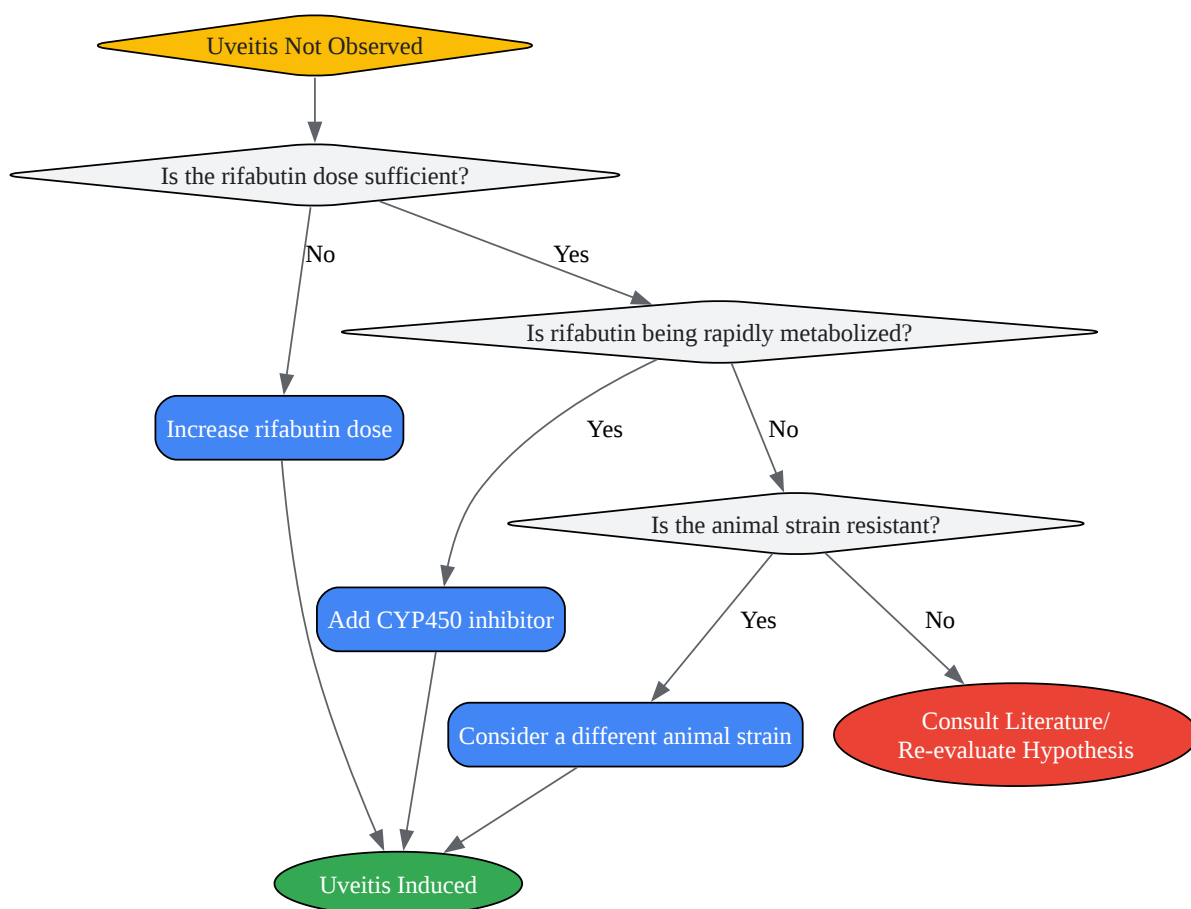 Uveitis Not Observed
Is the rifabutin dose sufficient?
No
Yes
Is rifabutin being rapidly metabolized?
Increase rifabutin dose
Yes
No
Is the animal strain resistant?
Add CYP450 inhibitor
Yes
No
Consider a different animal strain
Consult Literature/
Re-evaluate Hypothesis
Uveitis Induced